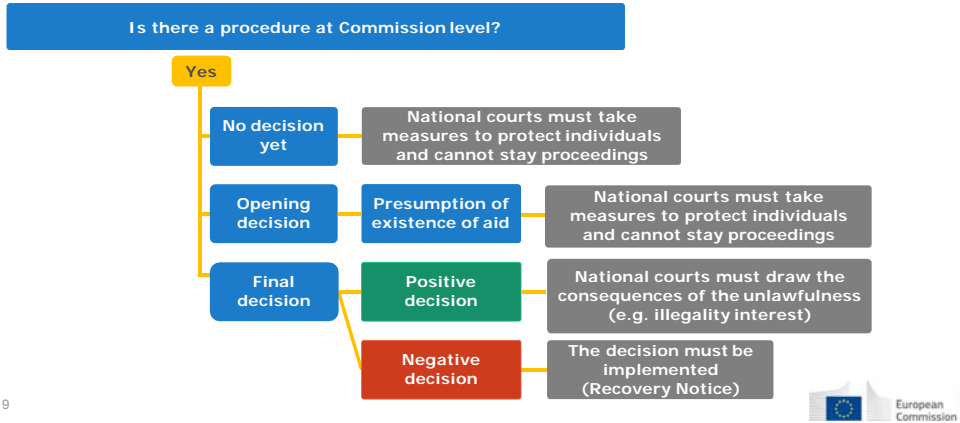 Is there a procedure at Commission level?
Yes
No decision
yet
National courts must take
measures to protect individuals
and cannot stay proceedings
Opening
decision
Presumption of
existence of aid
National courts must take
measures to protect individuals
and cannot stay proceedings
Final
decision
Positive
decision
National courts must draw the
consequences of the unlawfulness
(e.g. illegality interest)
Negative
decision
The decision must be
implemented
(Recovery Notice)
9
European
Commission